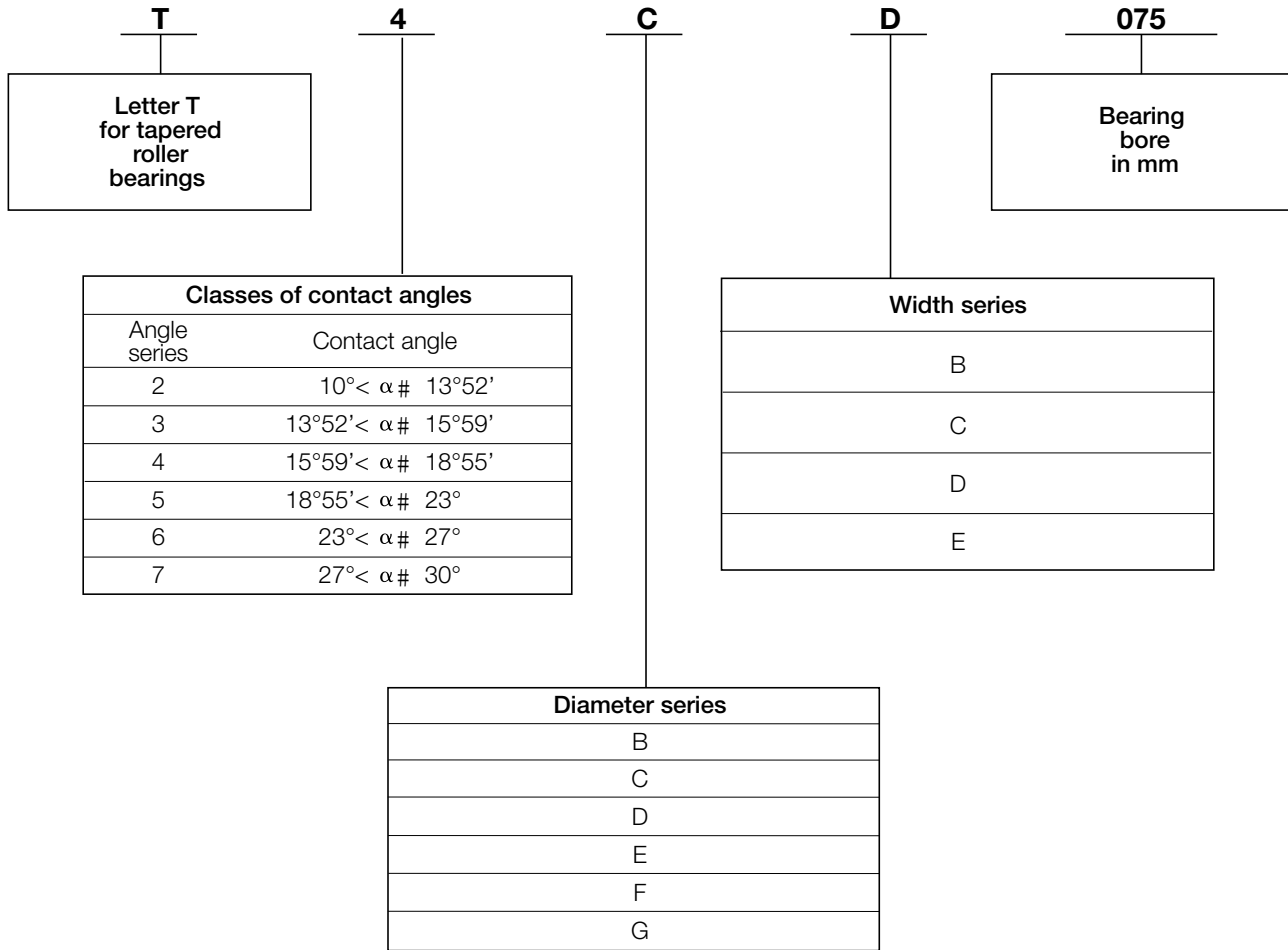 T 4 C D 075
Letter T
for tapered
roller
bearings
Bearing
bore
in mm
Classes of contact angles
Angle
series
Contact angle
2 10°< α # 13°52’
3 13°52’< α # 15°59’
4 15°59’< α # 18°55’
5 18°55’< α # 23°
6 23°< α # 27°
7 27°< α # 30°
Width series
B
C
D
E
Diameter series
B
C
D
E
F
G